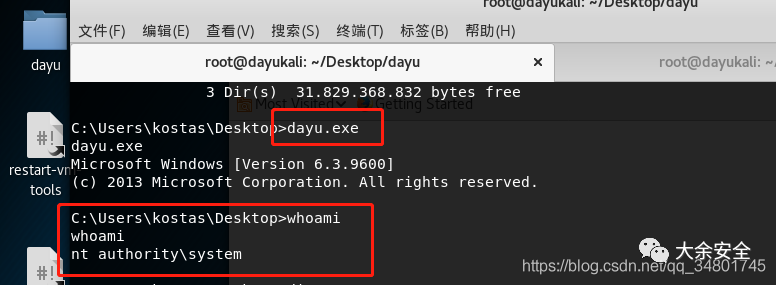 root@dayukali: ~/Desktop/dayu
文件(F) 编辑(E) 查看(V) 搜索(S) 终端(T) 标签(B) 帮助(H)
root@dayukali: ~/Desktop/dayu × root@dayukali: ~/Des
dayu
restart-vm
tools
Most Visited Getting Started
3 Dir(s) 31.829.368.832 bytes free
C:\Users\kostas\Desktop>dayu.exe
dayu.exe
Microsoft Windows [Version 6.3.9600]
(c) 2013 Microsoft Corporation. All rights reserved.
C:\Users\kostas\Desktop>whoami
whoami
nt authority\system
大余安全
https://blog.csdn.net/qq_34801745